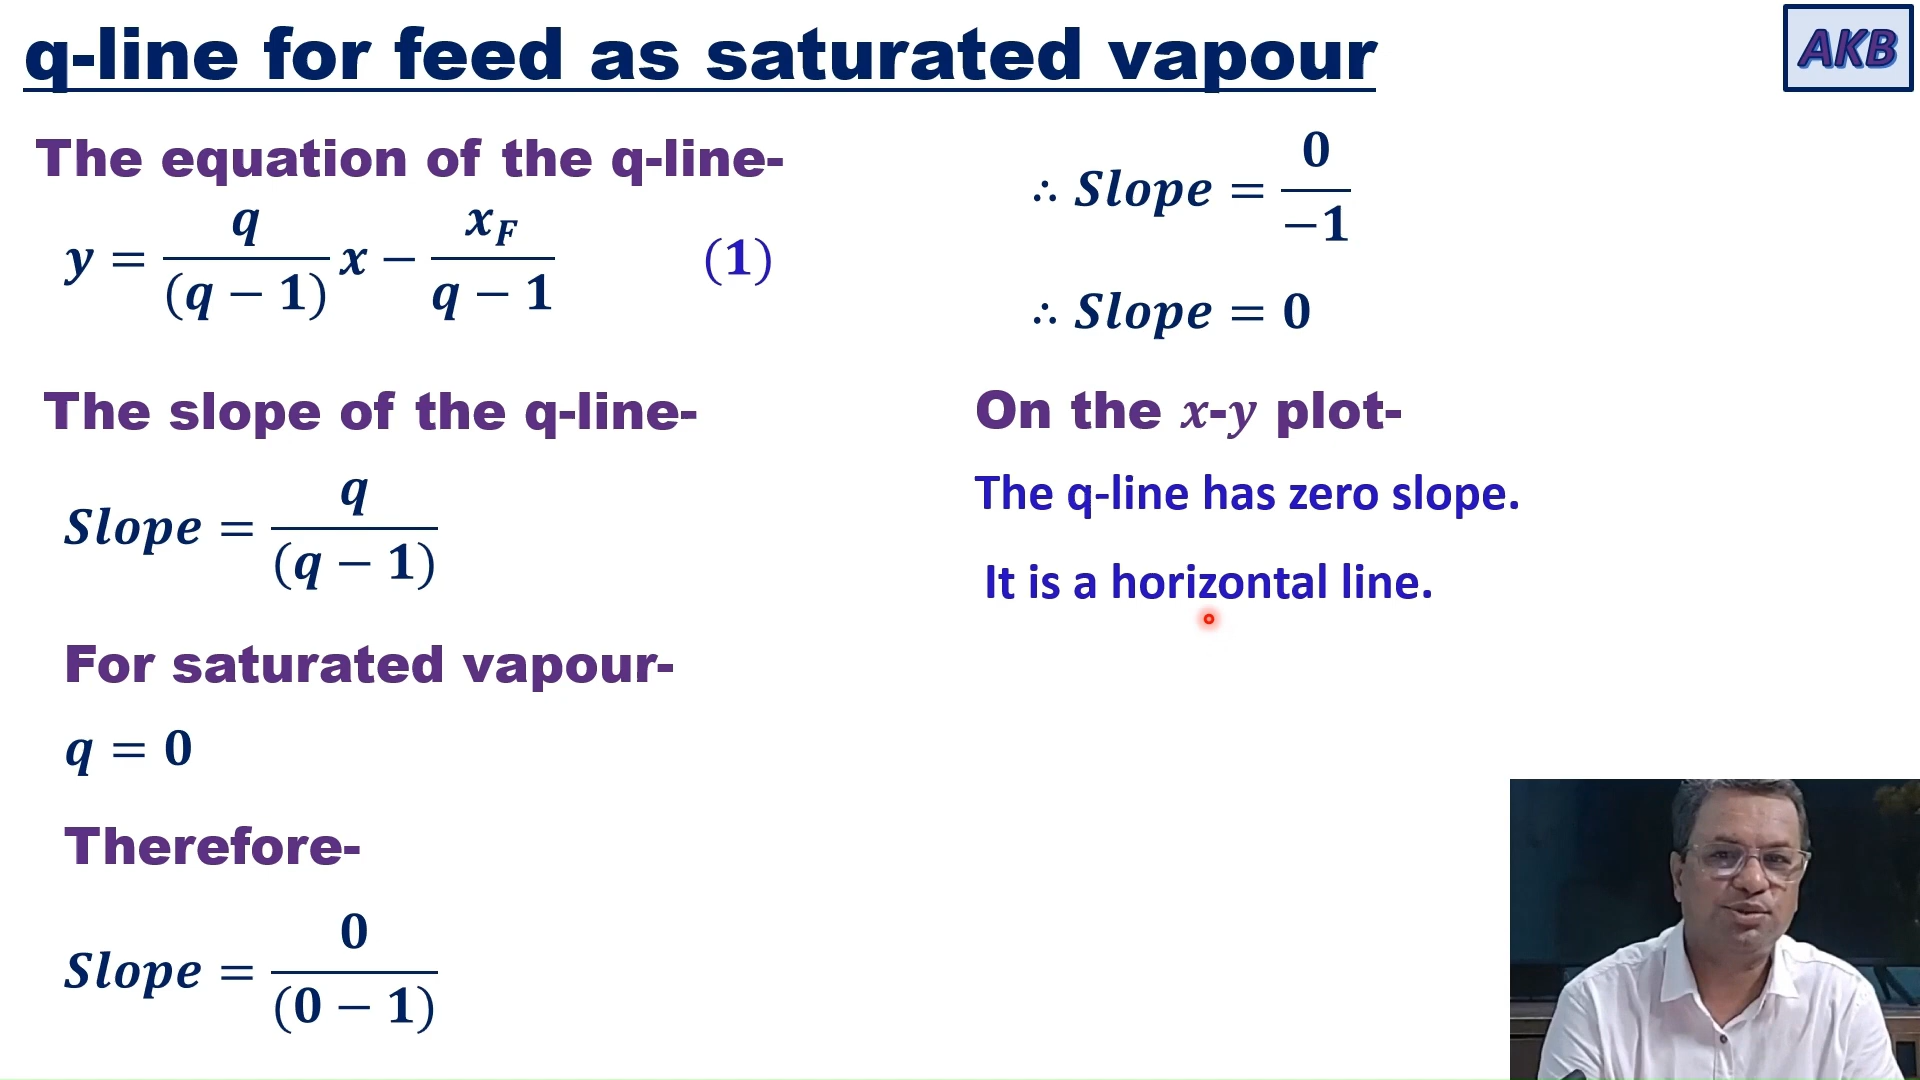 q-line for feed as saturated vapour
AKB
The equation of the q-line-
y = q/(q − 1) x − x_F/q − 1 (1)
The slope of the q-line-
Slope = q/(q − 1)
For saturated vapour-
q = 0
Therefore-
Slope = 0/(0 − 1)
∴ Slope = 0/−1
∴ Slope = 0
On the x-y plot-
The q-line has zero slope.
It is a horizontal line.